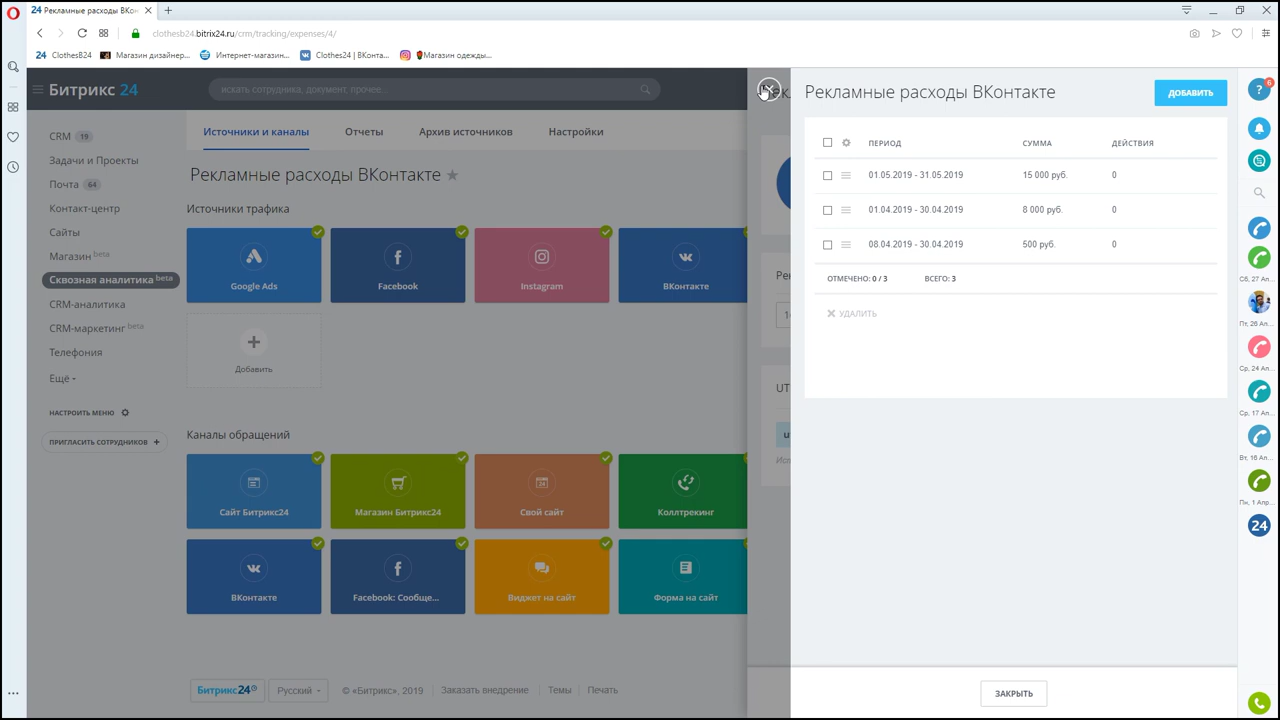 24 Рекламные расходы ВКон
clothesb24.bitrix24.ru/crm/tracking/expenses/4/
24 ClothesB24
Магазин дизайнер...
Интернет-магазин...
Clothes24 | ВКонта...
Магазин одежды...
Битрикс 24
искать сотрудника, документ, прочее...
CRM 19
Задачи и Проекты
Почта 64
Контакт-центр
Сайты
Магазин beta
Сквозная аналитика beta
CRM-аналитика
CRM-маркетинг beta
Телефония
Ещё
НАСТРОИТЬ МЕНЮ
ПРИГЛАСИТЬ СОТРУДНИКОВ +
Источники и каналы
Отчеты
Архив источников
Настройки
Рекламные расходы ВКонтакте
Источники трафика
Google Ads
Facebook
Instagram
ВКонтакте
Добавить
Каналы обращений
Сайт Битрикс24
Магазин Битрикс24
Свой сайт
Коллтрекинг
ВКонтакте
Facebook: Сообще...
Виджет на сайт
Форма на сайт
Битрикс24
Русский
© «Битрикс», 2019
Заказать внедрение
Темы
Печать
Рекламные расходы ВКонтакте
ДОБАВИТЬ
ПЕРИОД СУММА ДЕЙСТВИЯ
01.05.2019 - 31.05.2019 15 000 руб. 0
01.04.2019 - 30.04.2019 8 000 руб. 0
08.04.2019 - 30.04.2019 500 руб. 0
ОТМЕЧЕНО: 0 / 3 ВСЕГО: 3
УДАЛИТЬ
ЗАКРЫТЬ
? 6
Сб, 27 Ап...
Пт, 26 Ап...
Ср, 24 Ап...
Ср, 17 Ап...
Вт, 16 Ап...
Пн, 1 Апр...
24